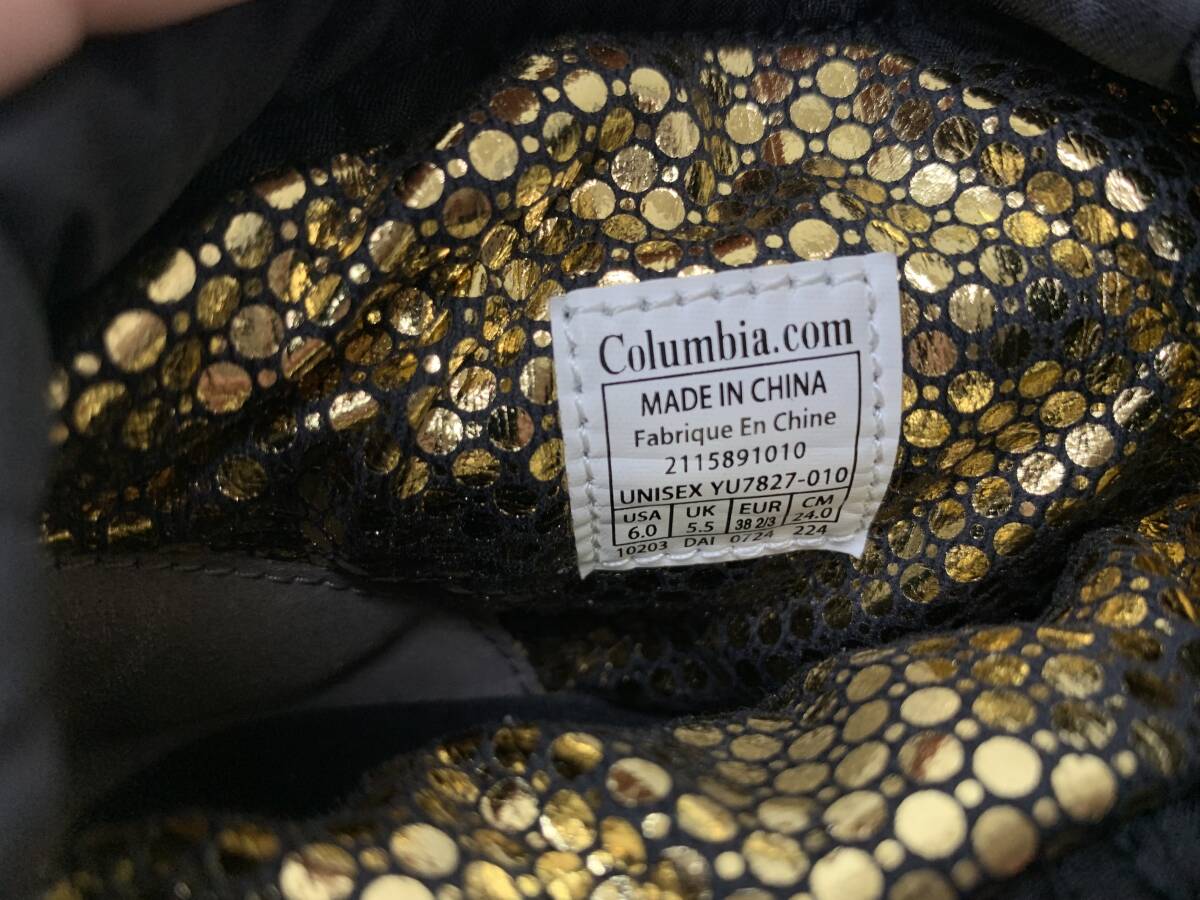 Columbia.com
MADE IN CHINA
Fabrique En Chine
2115891010
UNISEX YU7827-010
USA UK EUR CM
6.0 5.5 38 2/3 24.0
10203 DAI 0724 224